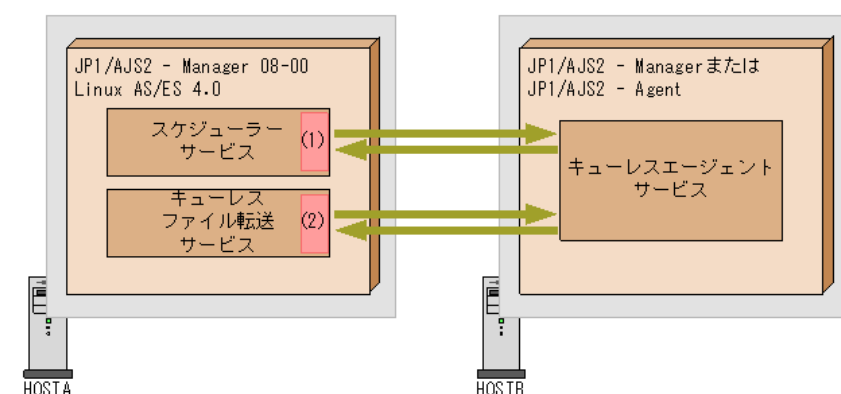 JP1/AJS2 - Manager 08-00
Linux AS/ES 4.0
スケジューラー
サービス
(1)
キューレス
ファイル転送
サービス
(2)
HOSTA
JP1/AJS2 - Managerまたは
JP1/AJS2 - Agent
キューレスエージェント
サービス
HOSTB